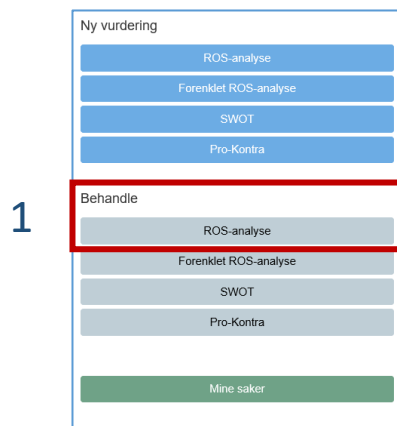 Ny vurdering
ROS-analyse
Forenklet ROS-analyse
SWOT
Pro-Kontra
1
Behandle
ROS-analyse
Forenklet ROS-analyse
SWOT
Pro-Kontra
Mine saker